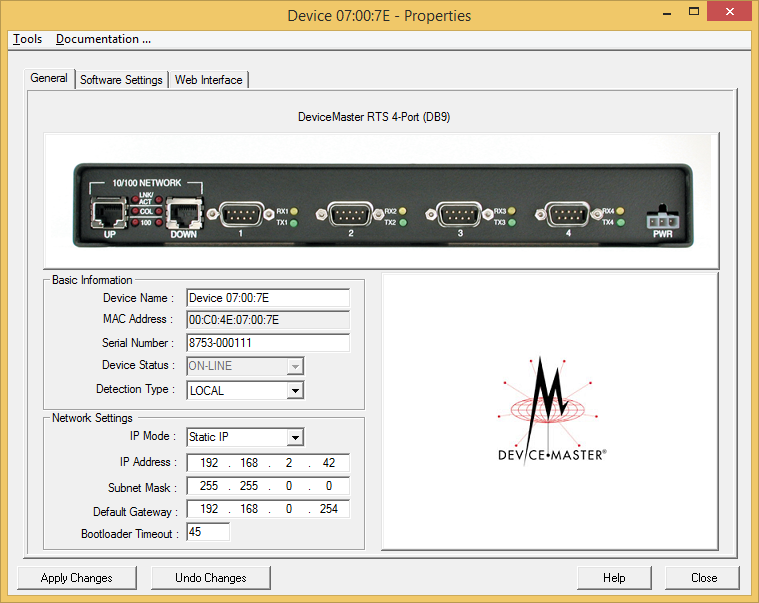 Device 07:00:7E - Properties
Tools Documentation ...
General Software Settings Web Interface
DeviceMaster RTS 4-Port (DB9)
10/100 NETWORK
LNK/
ACT
COL
100
UP
DOWN
RX1
TX1
1
RX2
TX2
2
RX3
TX3
3
RX4
TX4
4
PWR
Basic Information
Device Name : Device 07:00:7E
MAC Address : 00:C0:4E:07:00:7E
Serial Number : 8753-000111
Device Status : ON-LINE
Detection Type : LOCAL
Network Settings
IP Mode : Static IP
IP Address : 192 . 168 . 2 . 42
Subnet Mask : 255 . 255 . 0 . 0
Default Gateway : 192 . 168 . 0 . 254
Bootloader Timeout : 45
DEVICE•MASTER®
Apply Changes Undo Changes Help Close